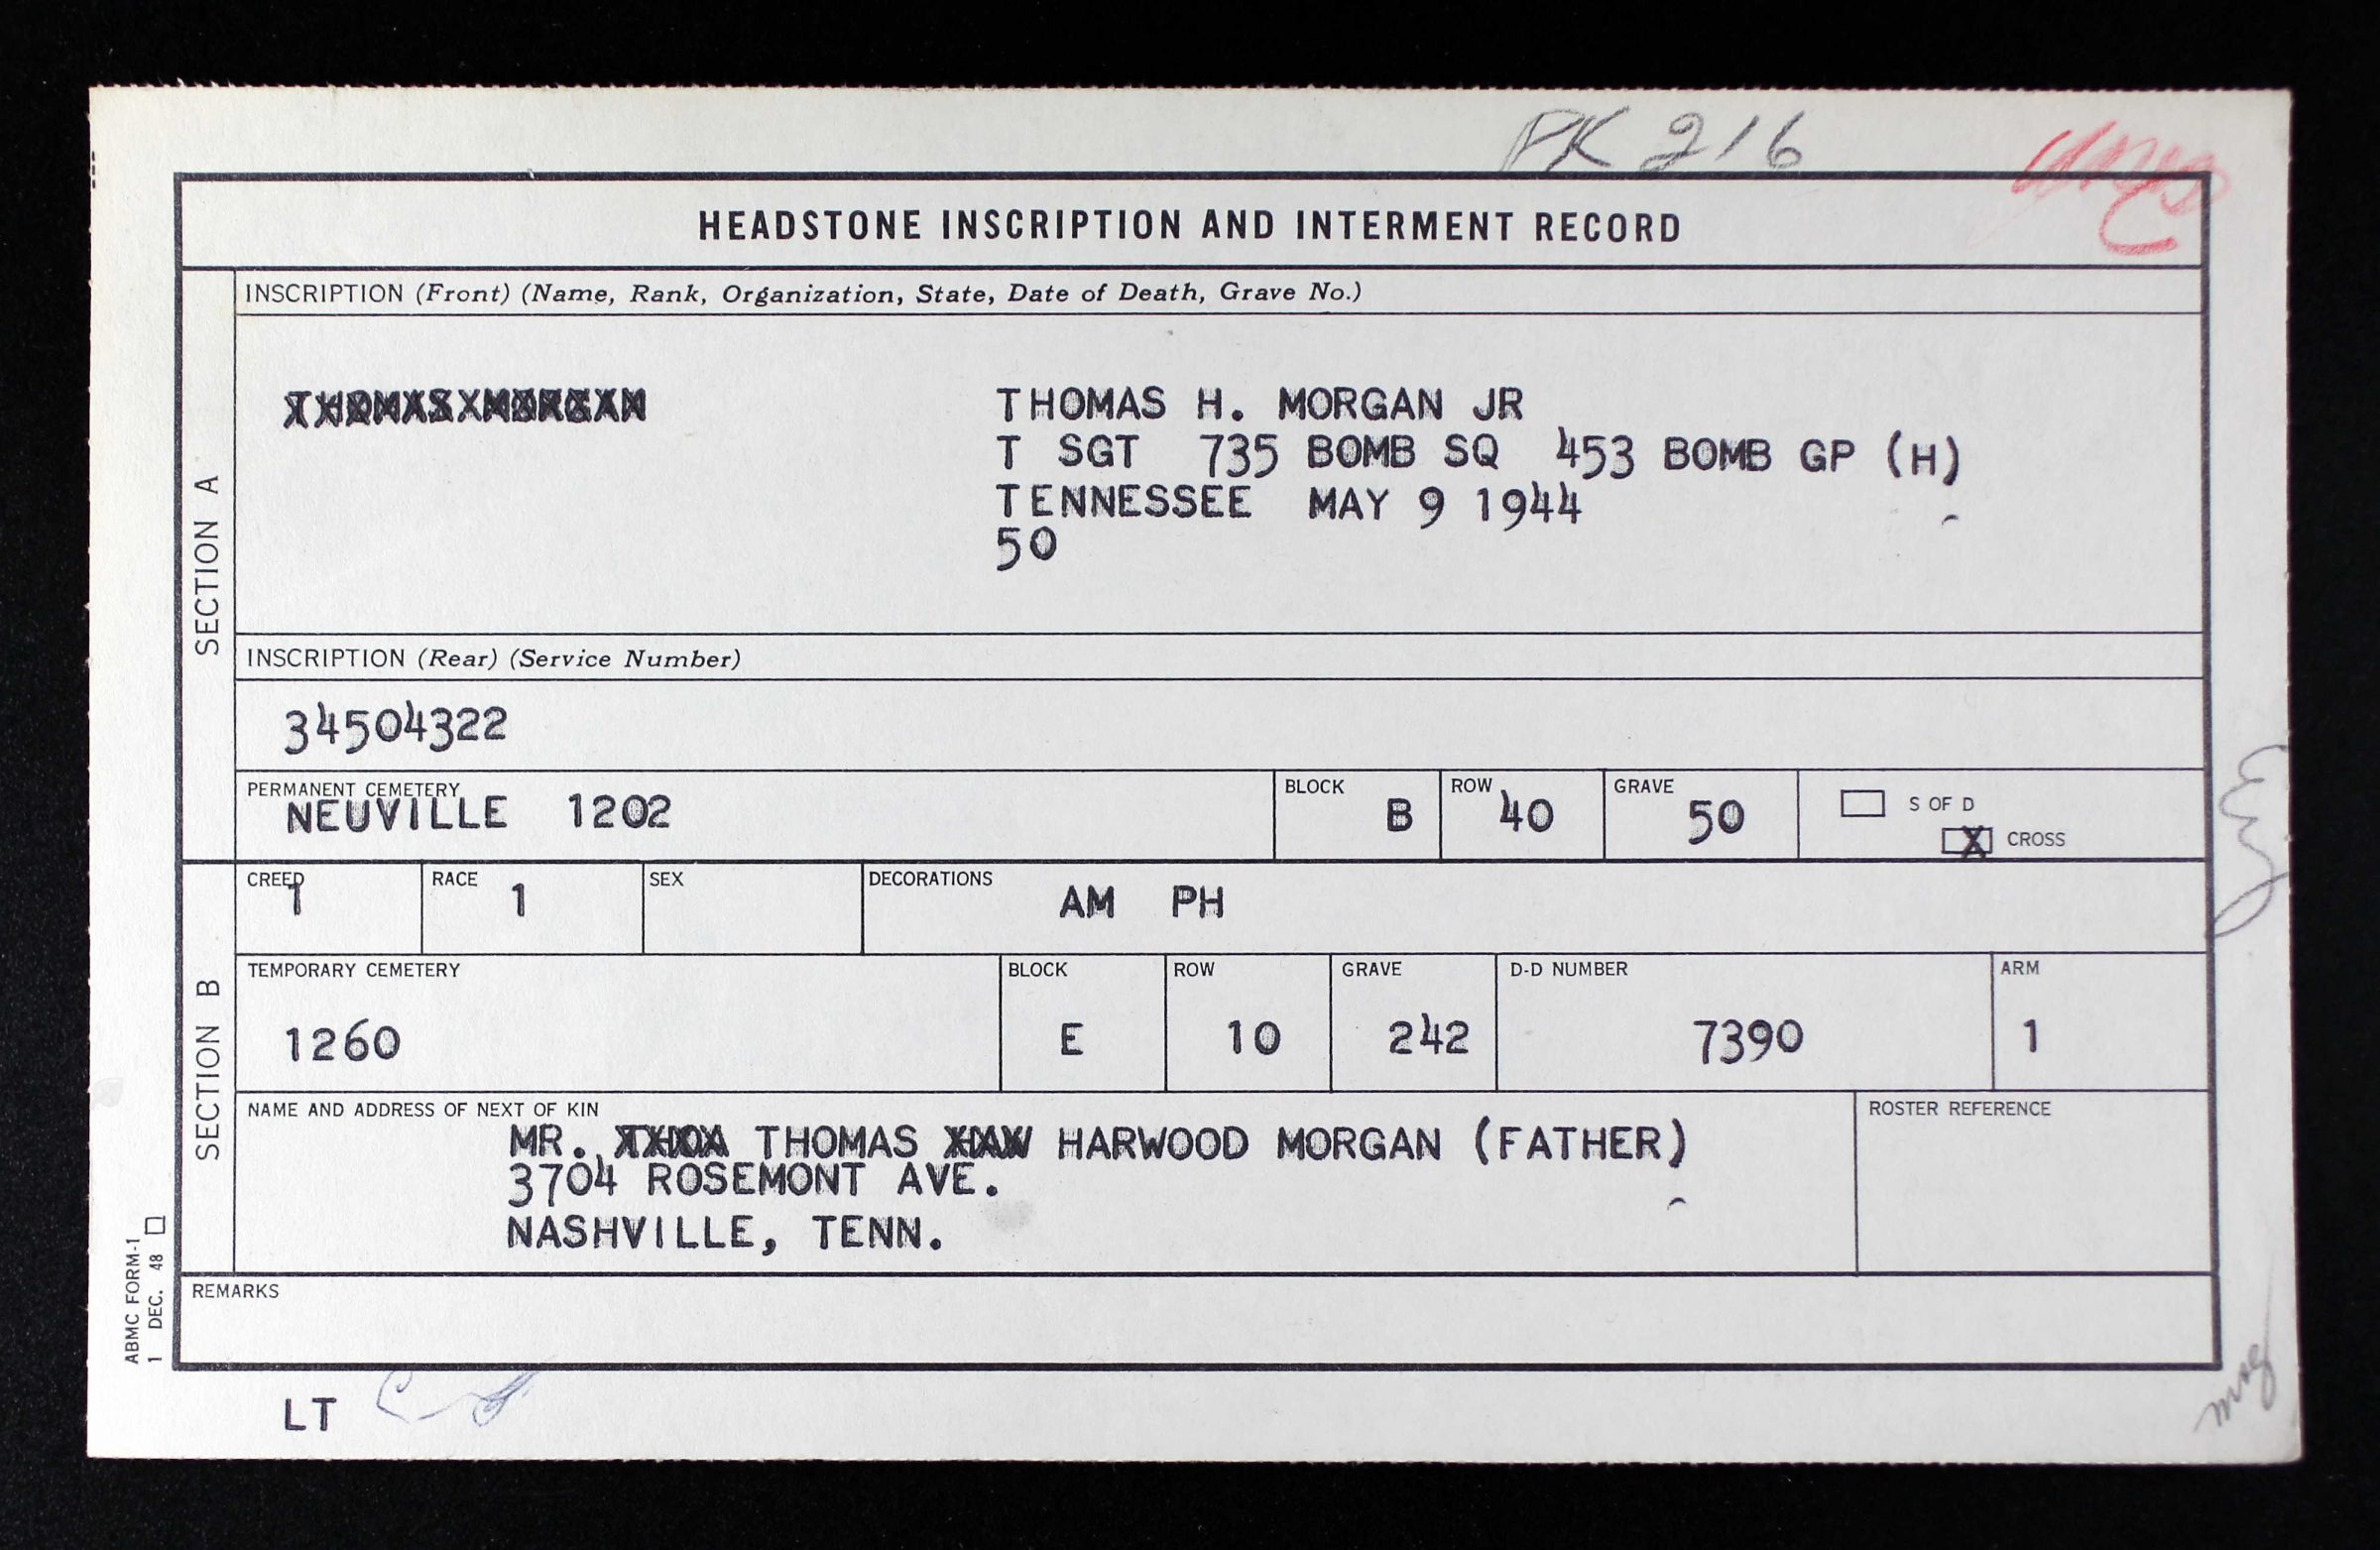 PK 216
HEADSTONE INSCRIPTION AND INTERMENT RECORD
SECTION A
INSCRIPTION (Front) (Name, Rank, Organization, State, Date of Death, Grave No.)
THOMAS H. MORGAN JR
T SGT 735 BOMB SQ 453 BOMB GP (H)
TENNESSEE MAY 9 1944
50
INSCRIPTION (Rear) (Service Number)
34504322
PERMANENT CEMETERY BLOCK ROW GRAVE
NEUVILLE 1202 B 40 50
S OF D
X CROSS
SECTION B
CREED RACE SEX DECORATIONS
1 1 AM PH
TEMPORARY CEMETERY BLOCK ROW GRAVE D-D NUMBER ARM
1260 E 10 242 7390 1
NAME AND ADDRESS OF NEXT OF KIN ROSTER REFERENCE
MR. THOMAS HARWOOD MORGAN (FATHER)
3704 ROSEMONT AVE.
NASHVILLE, TENN.
REMARKS
ABMC FORM-1
1 DEC. 48
LT